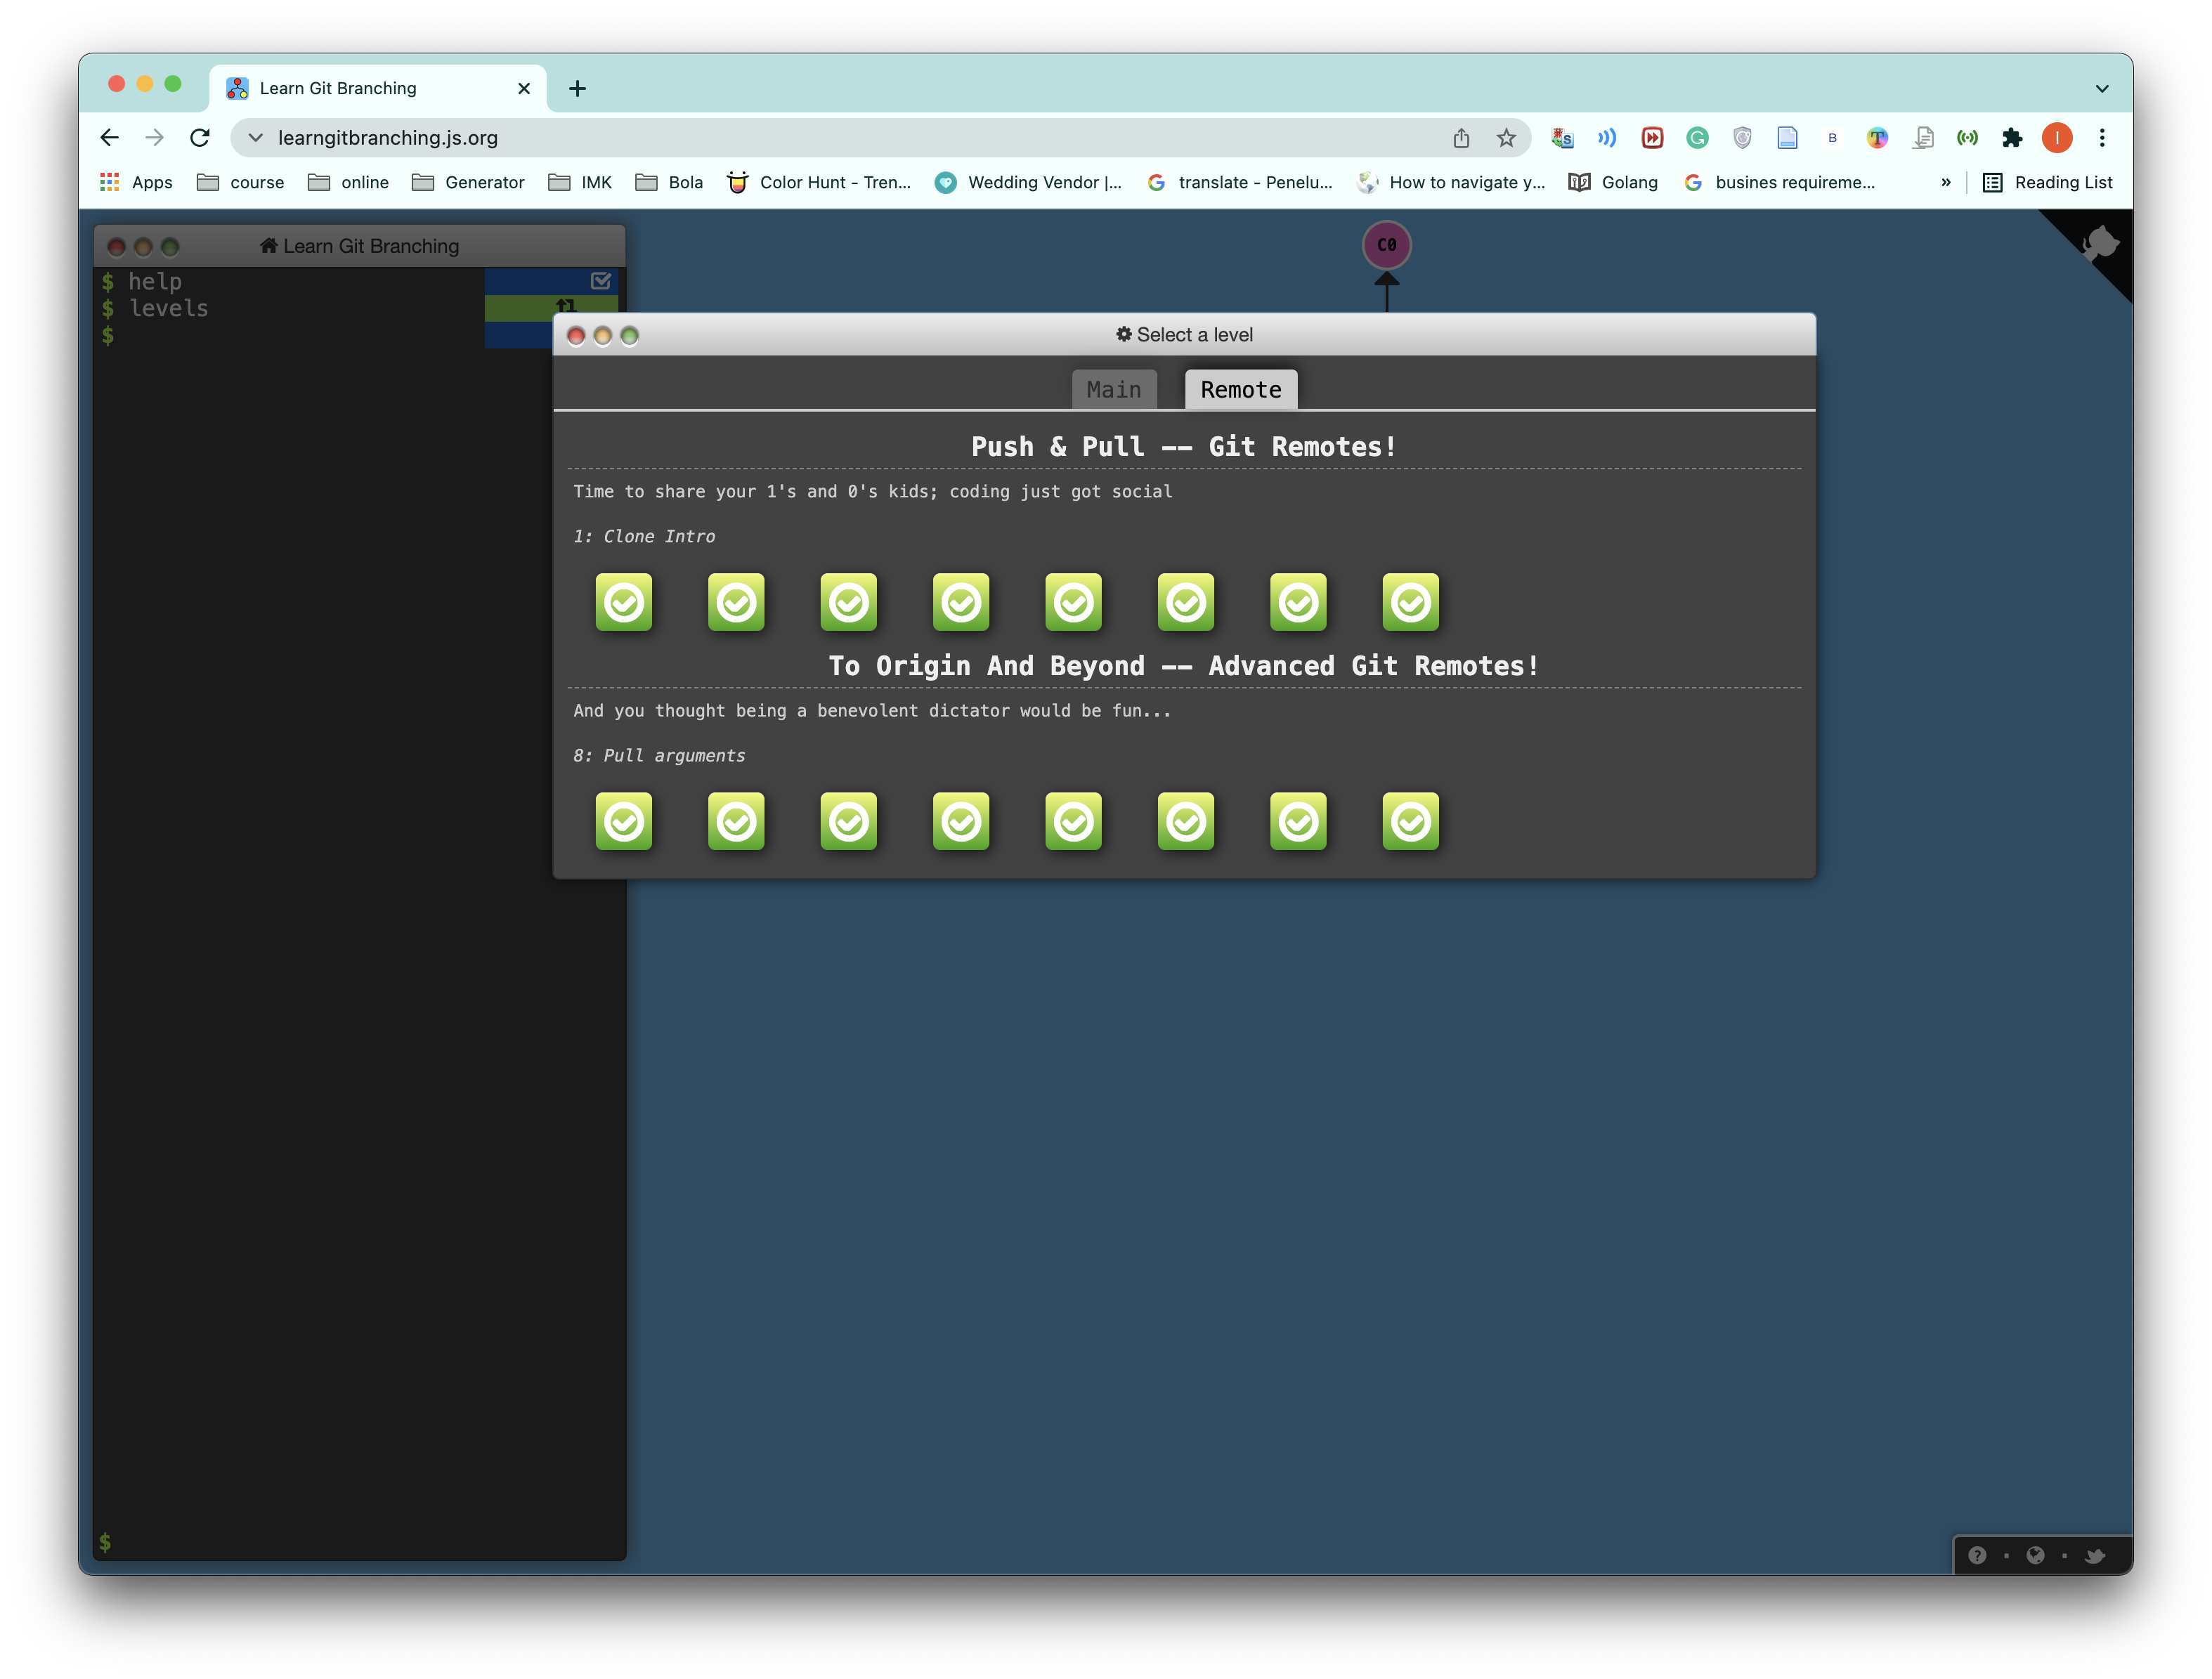 Learn Git Branching
learngitbranching.js.org
Apps course online Generator IMK Bola Color Hunt - Tren... Wedding Vendor |... translate - Penelu... How to navigate y... Golang busines requireme... » Reading List
Learn Git Branching
$ help
$ levels
$
C0
Select a level
Main Remote
Push & Pull -- Git Remotes!
Time to share your 1's and 0's kids; coding just got social
1: Clone Intro
To Origin And Beyond -- Advanced Git Remotes!
And you thought being a benevolent dictator would be fun...
8: Pull arguments
$